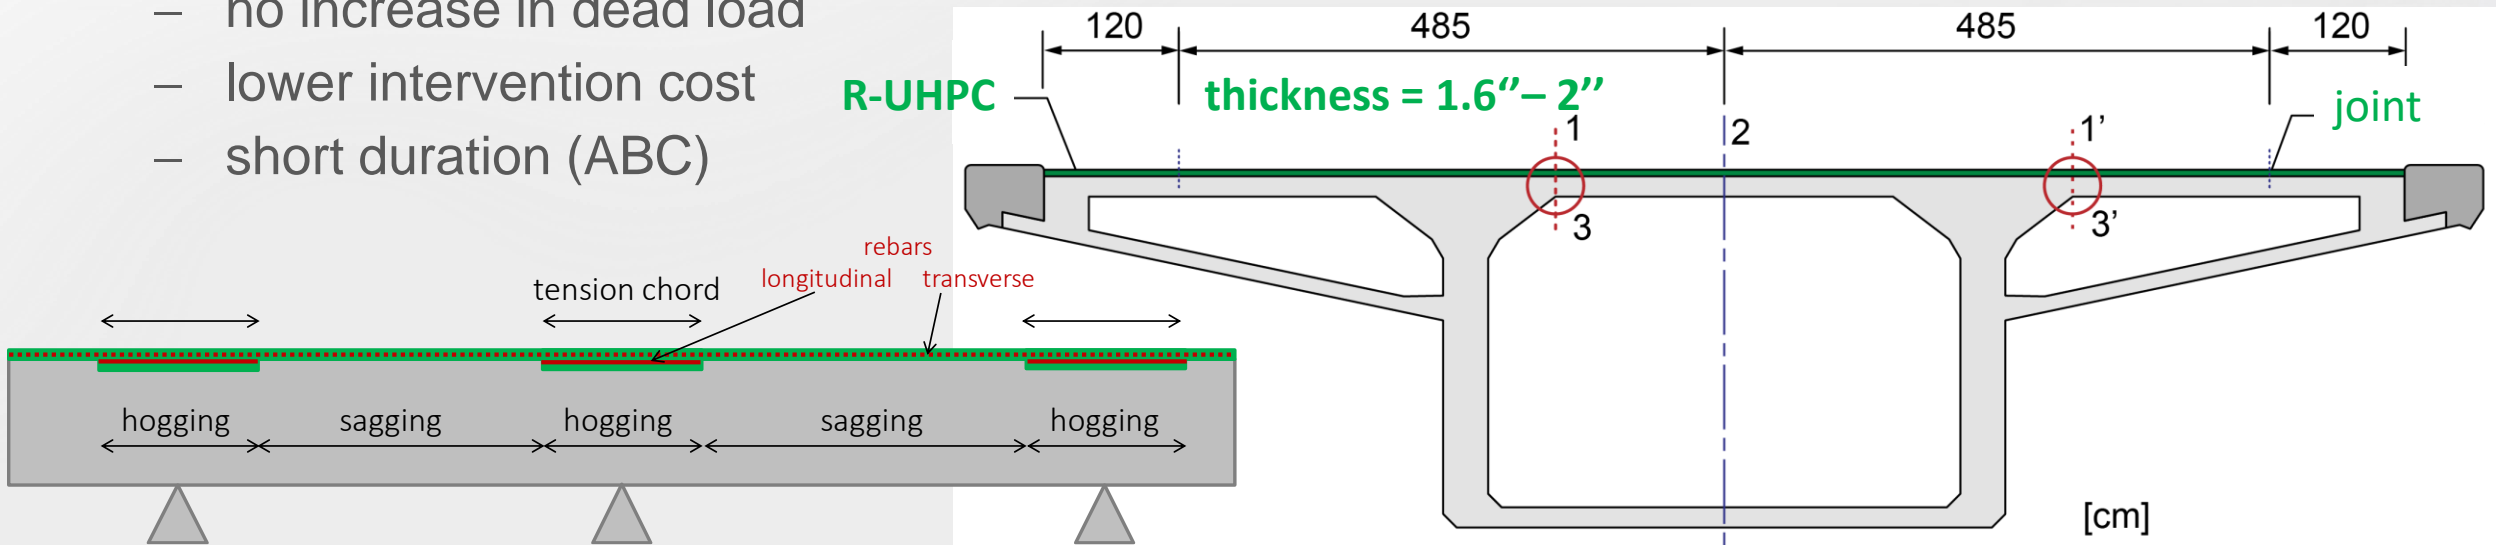 – no increase in dead load
– lower intervention cost
– short duration (ABC)
120 485 485 120
R-UHPC
thickness = 1.6’’– 2’’
joint
1 2 1’
3 3’
[cm]
rebars
longitudinal transverse
tension chord
hogging sagging hogging sagging hogging